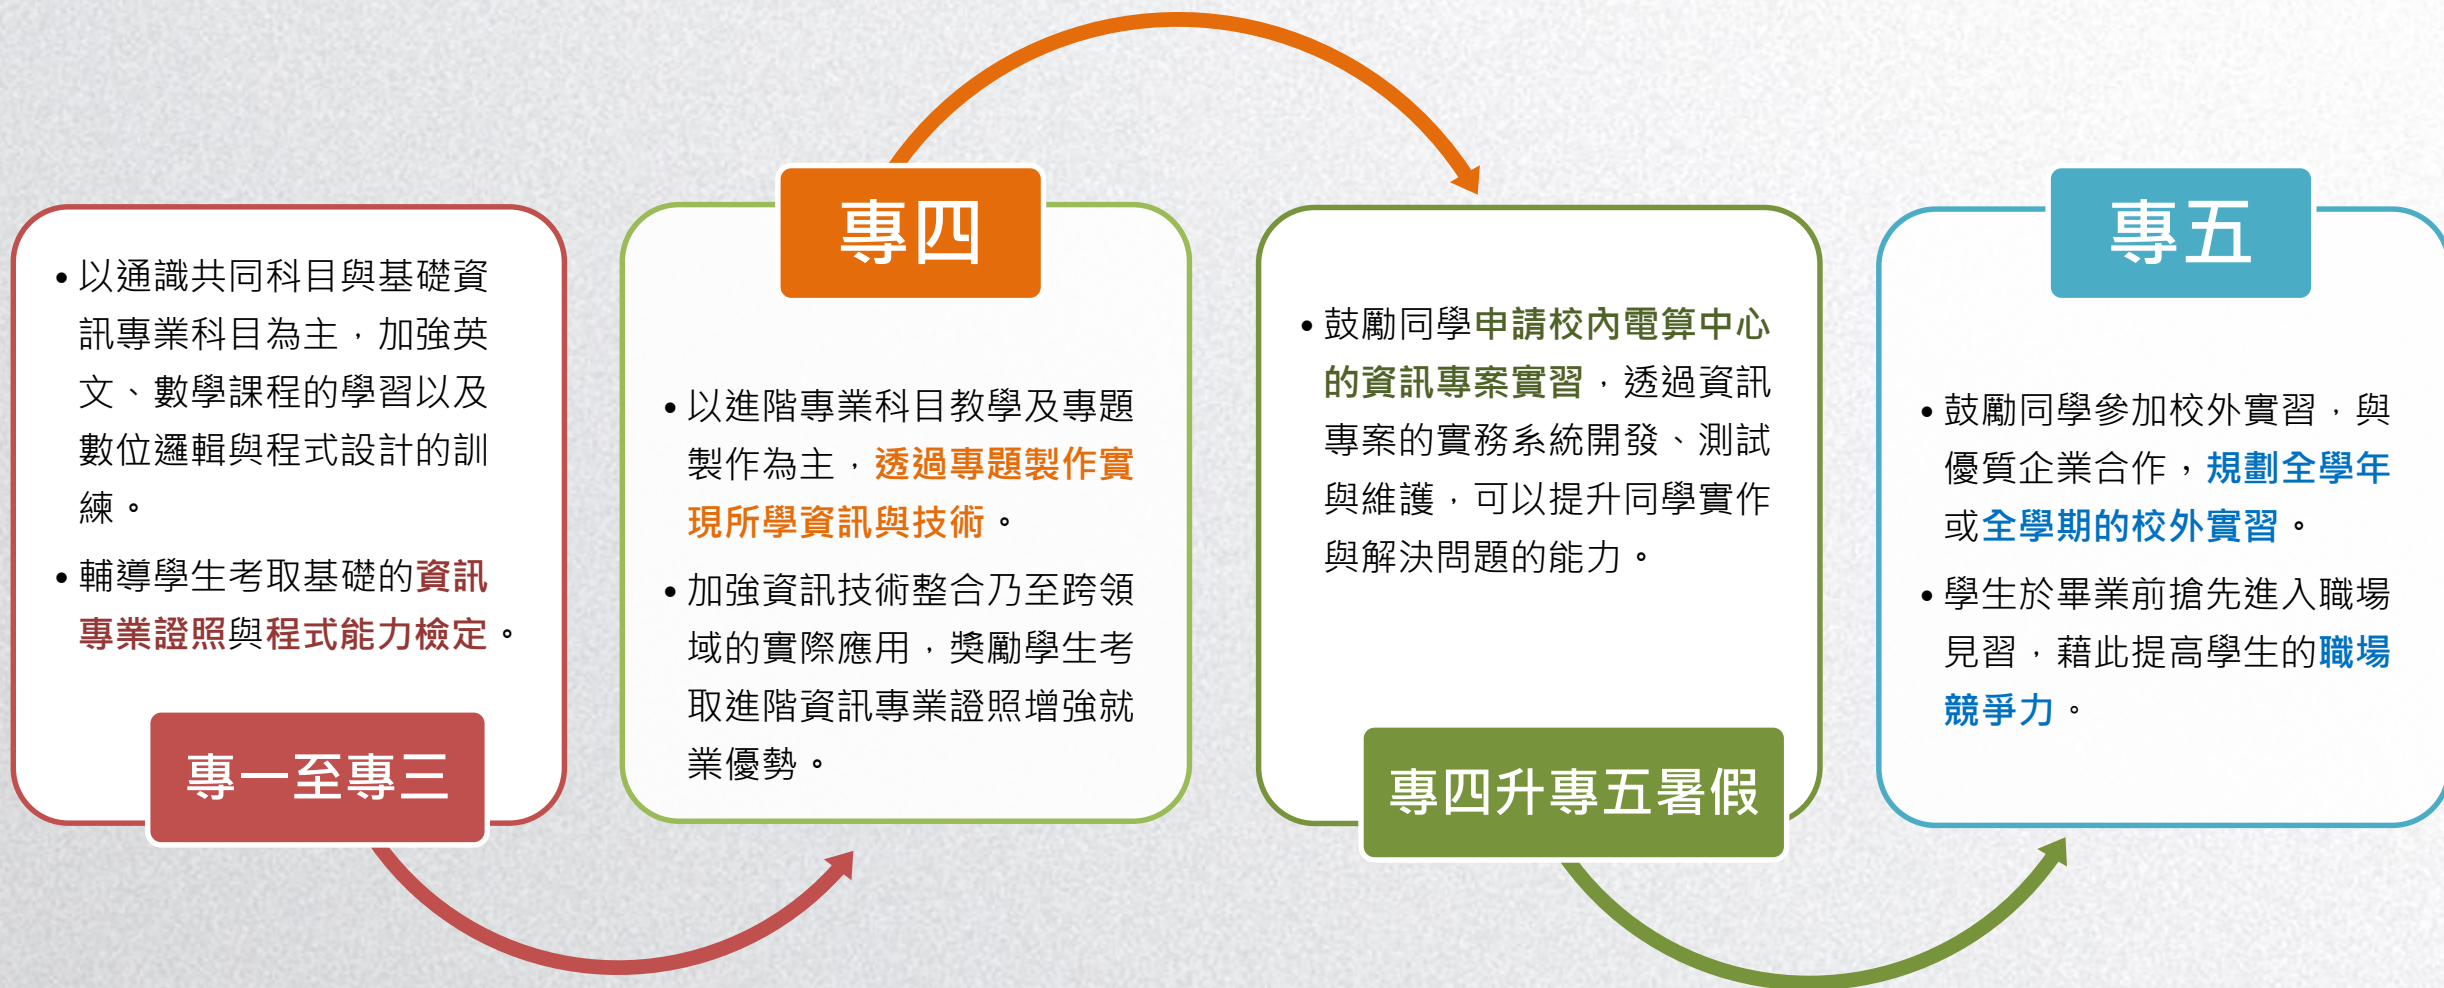 • 以通識共同科目與基礎資
訊專業科目為主，加強英
文、數學課程的學習以及
數位邏輯與程式設計的訓
練。
• 輔導學生考取基礎的資訊
專業證照與程式能力檢定。
專一至專三
專四
• 以進階專業科目教學及專題
製作為主，透過專題製作實
現所學資訊與技術。
• 加強資訊技術整合乃至跨領
域的實際應用，獎勵學生考
取進階資訊專業證照增強就
業優勢。
• 鼓勵同學申請校內電算中心
的資訊專案實習，透過資訊
專案的實務系統開發、測試
與維護，可以提升同學實作
與解決問題的能力。
專四升專五暑假
專五
• 鼓勵同學參加校外實習，與
優質企業合作，規劃全學年
或全學期的校外實習。
• 學生於畢業前搶先進入職場
見習，藉此提高學生的職場
競爭力。